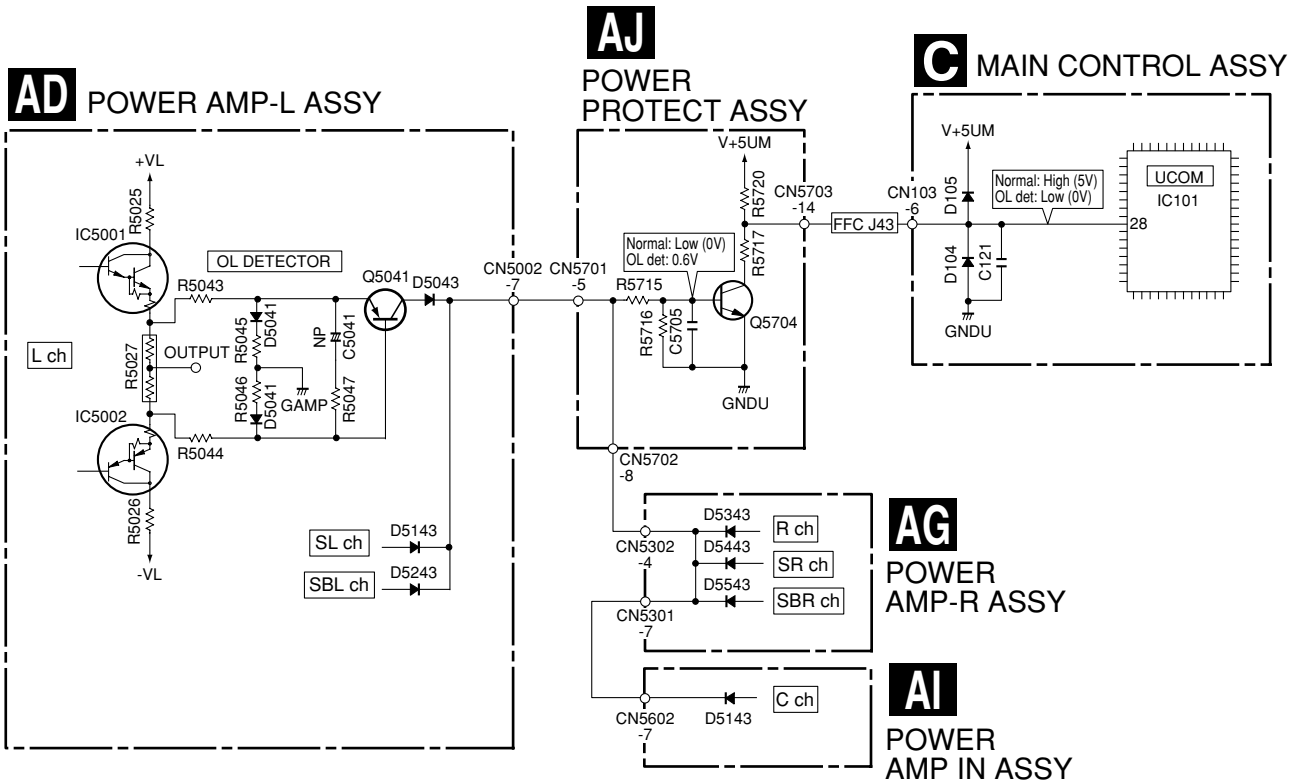 AD POWER AMP-L ASSY
+VL
R5025
IC5001
R5043
OL DETECTOR
Q5041
D5043
CN5002
-7
L ch
R5027
OUTPUT
R5045
D5041
NP
C5041
R5046
D5041
GAMP
R5047
IC5002
R5044
R5026
-VL
SL ch
D5143
SBL ch
D5243
AJ
POWER
PROTECT ASSY
V+5UM
R5720
CN5703
-14
Normal: Low (0V)
OL det: 0.6V
R5717
CN5701
-5
R5715
R5716
C5705
Q5704
GNDU
CN5702
-8
FFC J43
C MAIN CONTROL ASSY
V+5UM
CN103
-6
D105
Normal: High (5V)
OL det: Low (0V)
UCOM
IC101
28
D104
C121
GNDU
D5343
R ch
CN5302
-4
D5443
SR ch
D5543
SBR ch
CN5301
-7
AG
POWER
AMP-R ASSY
C ch
CN5602
-7
D5143
AI
POWER
AMP IN ASSY